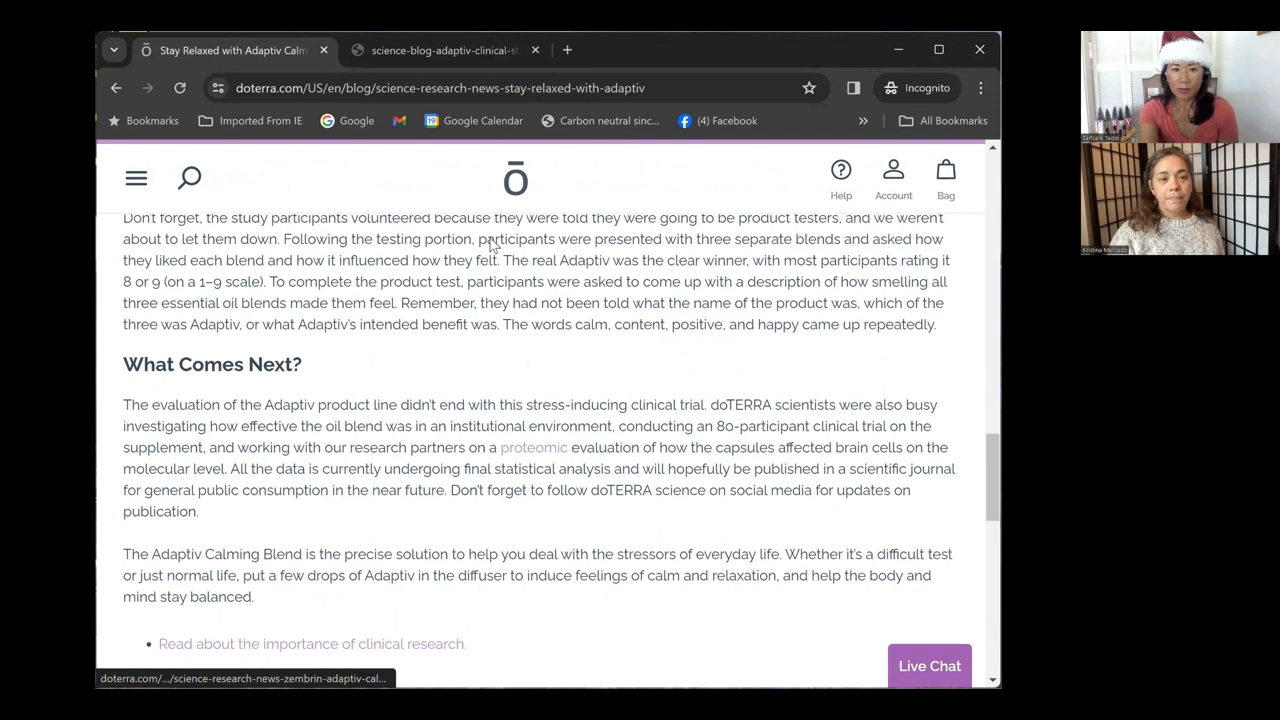 Stay Relaxed with Adaptiv Calm
science-blog-adaptiv-clinical-st
doterra.com/US/en/blog/science-research-news-stay-relaxed-with-adaptiv
Incognito
Bookmarks
Imported From IE
Google
Google Calendar
Carbon neutral sinc...
(4) Facebook
All Bookmarks
Help
Account
Bag
Don't forget, the study participants volunteered because they were told they were going to be product testers, and we weren't
about to let them down. Following the testing portion, participants were presented with three separate blends and asked how
they liked each blend and how it influenced how they felt. The real Adaptiv was the clear winner, with most participants rating it
8 or 9 (on a 1–9 scale). To complete the product test, participants were asked to come up with a description of how smelling all
three essential oil blends made them feel. Remember, they had not been told what the name of the product was, which of the
three was Adaptiv, or what Adaptiv's intended benefit was. The words calm, content, positive, and happy came up repeatedly.
What Comes Next?
The evaluation of the Adaptiv product line didn't end with this stress-inducing clinical trial. doTERRA scientists were also busy
investigating how effective the oil blend was in an institutional environment, conducting an 80-participant clinical trial on the
supplement, and working with our research partners on a proteomic evaluation of how the capsules affected brain cells on the
molecular level. All the data is currently undergoing final statistical analysis and will hopefully be published in a scientific journal
for general public consumption in the near future. Don't forget to follow doTERRA science on social media for updates on
publication.
The Adaptiv Calming Blend is the precise solution to help you deal with the stressors of everyday life. Whether it's a difficult test
or just normal life, put a few drops of Adaptiv in the diffuser to induce feelings of calm and relaxation, and help the body and
mind stay balanced.
Read about the importance of clinical research.
Live Chat
doterra.com/.../science-research-news-zembrin-adaptiv-cal...
Selfcare Teddi
Kristina Mercado